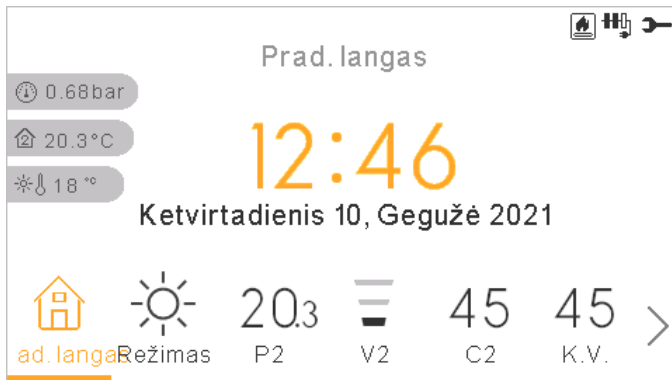 Prad. langas
0.68bar
2 20.3°C
18 °C
12:46
Ketvirtadienis 10, Gegužė 2021
20.3 45 45
ad. langas Režimas P2 V2 C2 K.V.